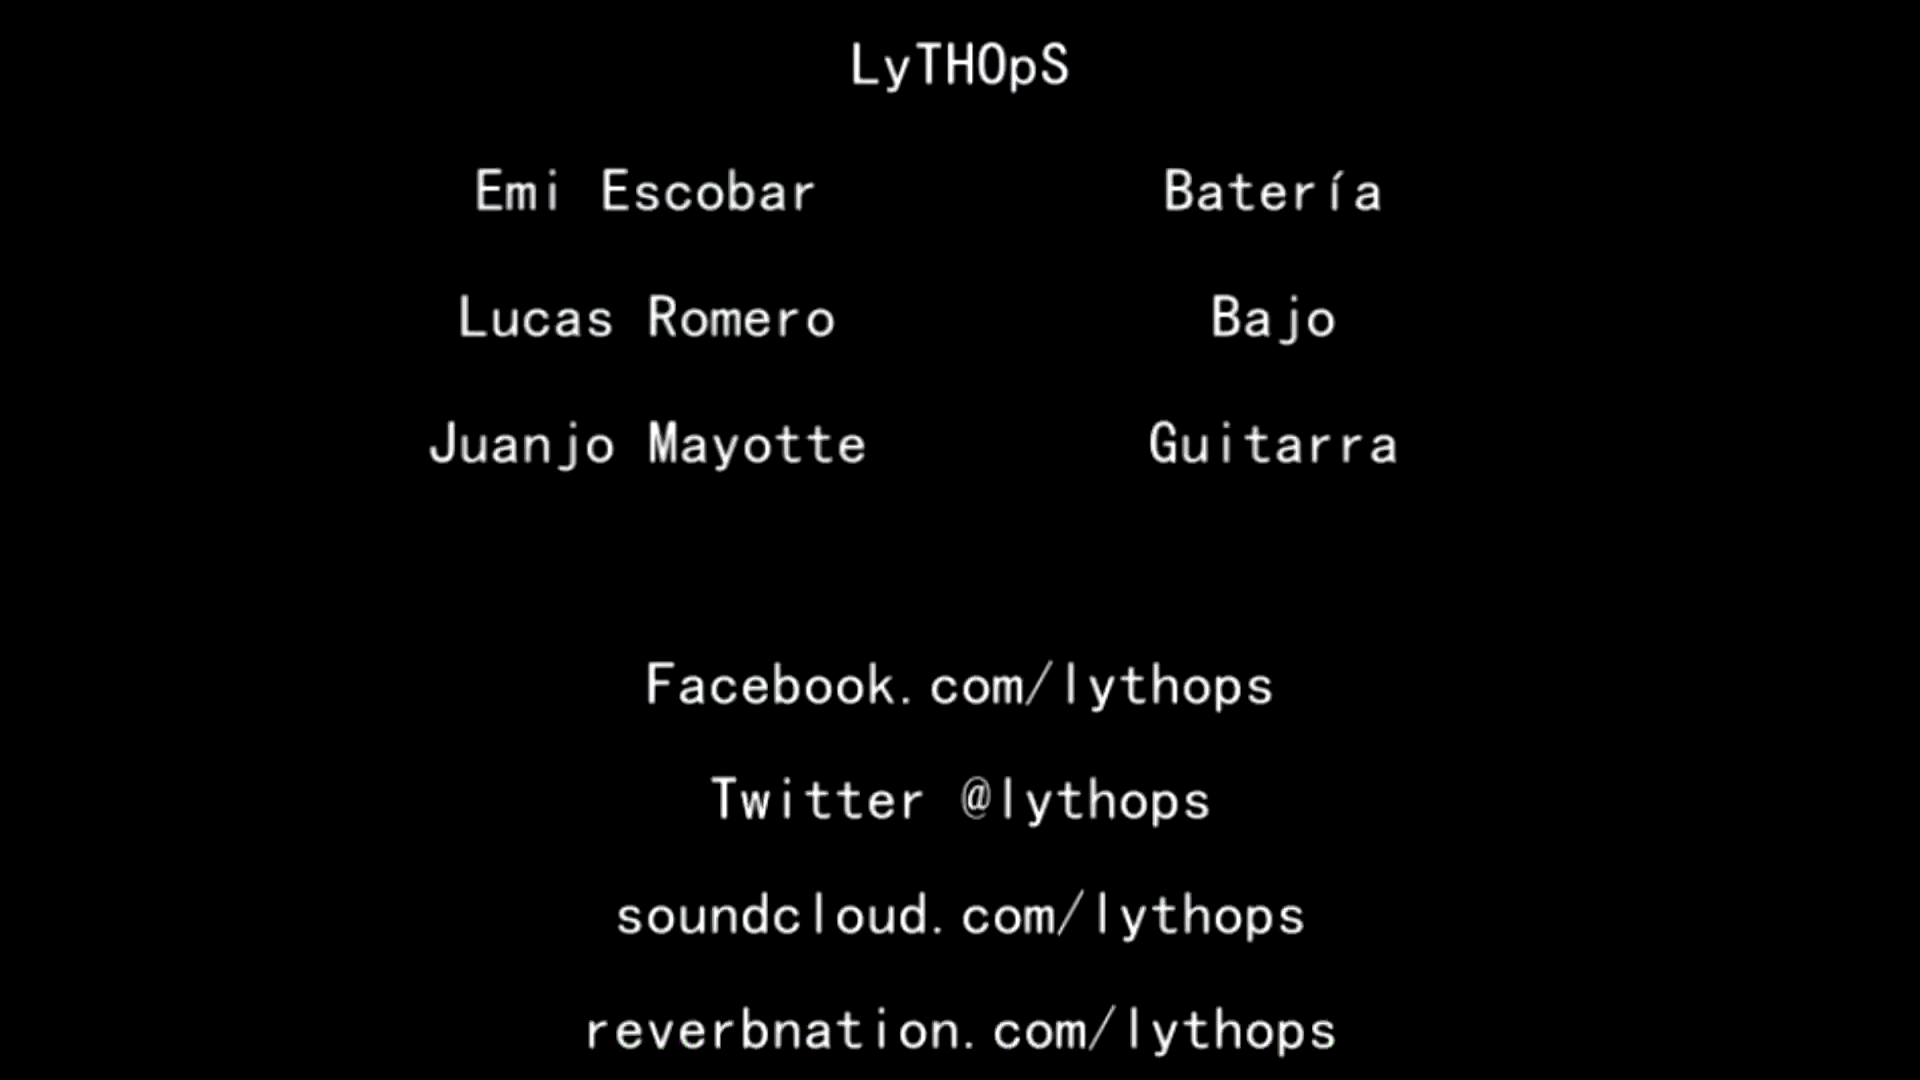 LyTHOpS
Emi Escobar Batería
Lucas Romero Bajo
Juanjo Mayotte Guitarra
Facebook.com/lythops
Twitter @lythops
soundcloud.com/lythops
reverbnation.com/lythops